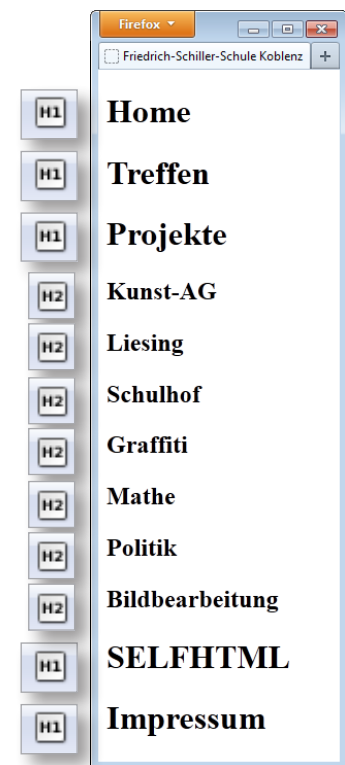 Firefox
Friedrich-Schiller-Schule Koblenz
H1 Home
H1 Treffen
H1 Projekte
H2 Kunst-AG
H2 Liesing
H2 Schulhof
H2 Graffiti
H2 Mathe
H2 Politik
H2 Bildbearbeitung
H1 SELFHTML
H1 Impressum